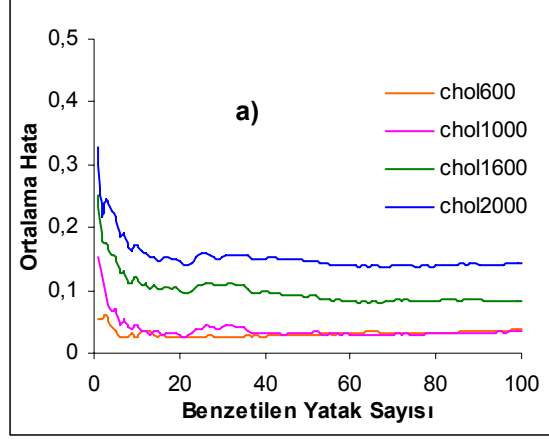 0,5
0,4
0,3
0,2
0,1
0
Ortalama Hata
a)
chol600
chol1000
chol1600
chol2000
0
20
40
60
80
100
Benzetilen Yatak Sayısı